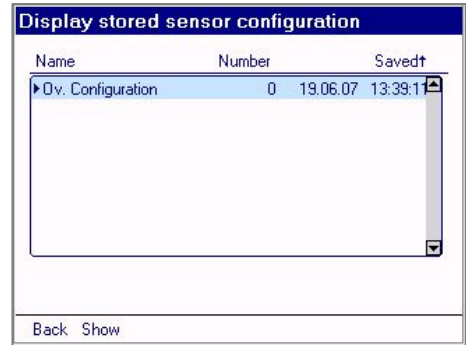 Display stored sensor configuration
Name Number Saved↑
Ov. Configuration 0 19.06.07 13:39:11
Back Show